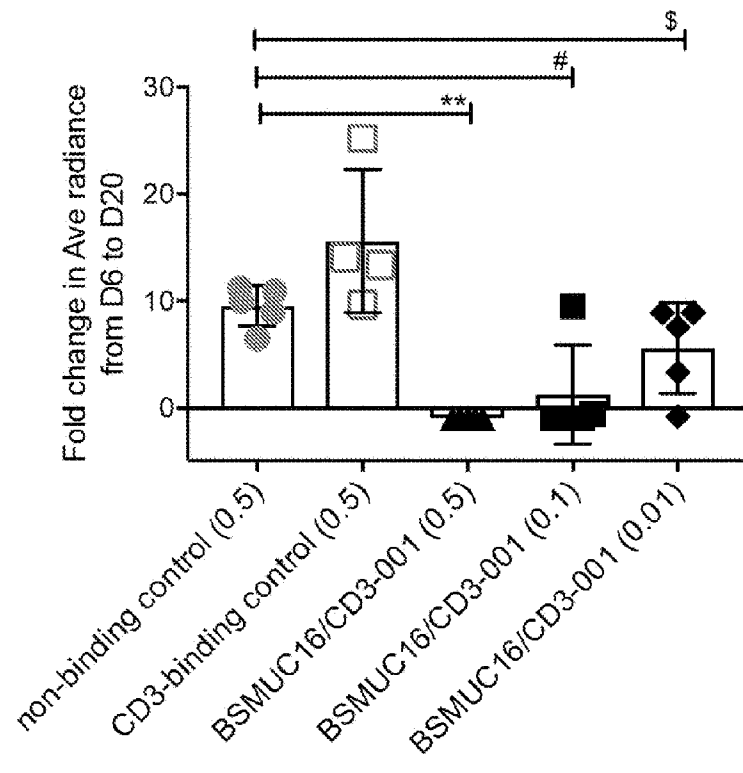 $
#
**
30
20
10
0
Fold change in Ave radiance
from D6 to D20
non-binding control (0.5)
CD3-binding control (0.5)
BSMUC16/CD3-001 (0.5)
BSMUC16/CD3-001 (0.1)
BSMUC16/CD3-001 (0.01)